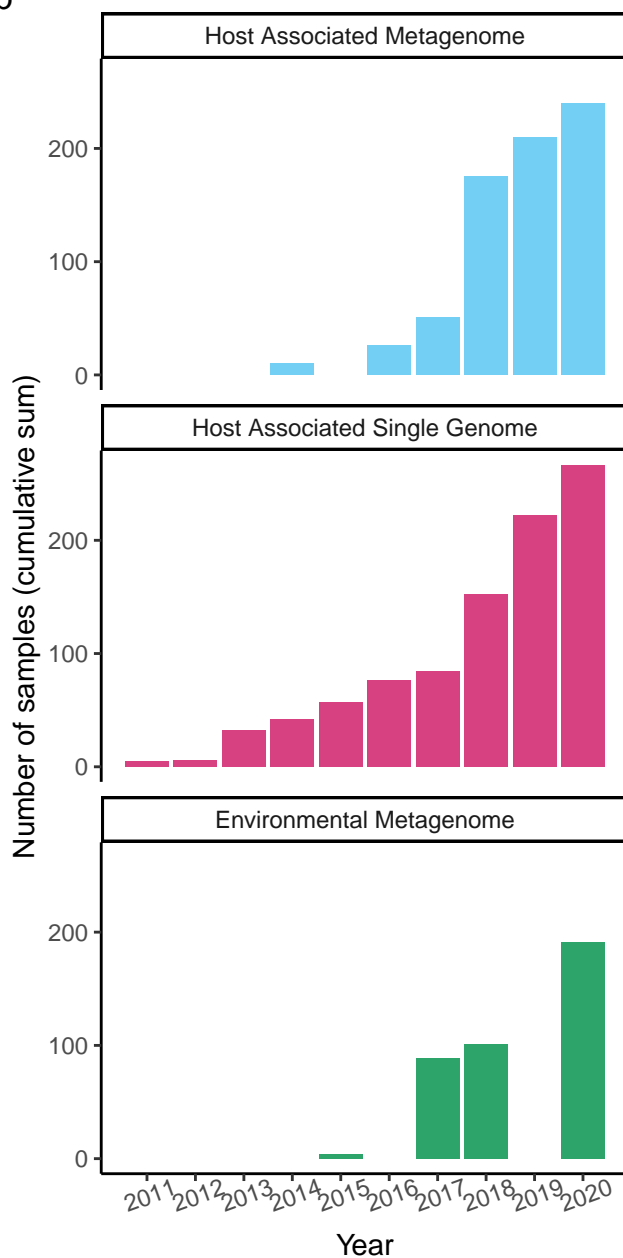 Host Associated Metagenome
200
100
0
Host Associated Single Genome
200
100
0
Environmental Metagenome
200
100
0
2011 2012 2013 2014 2015 2016 2017 2018 2019 2020
Year
Number of samples (cumulative sum)